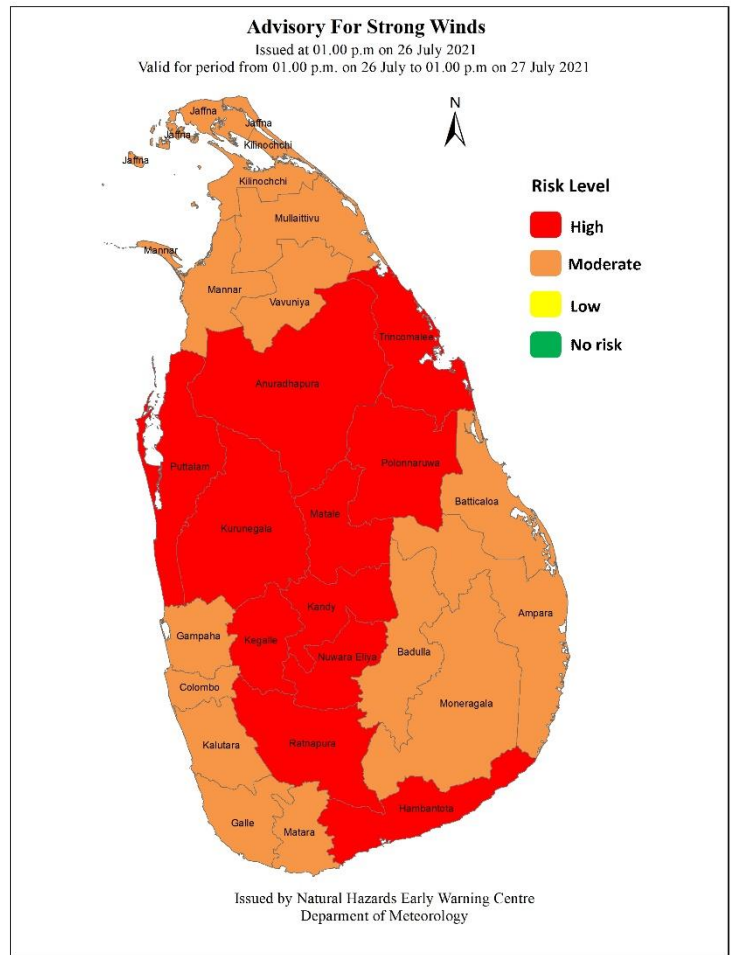 Advisory For Strong Winds
Issued at 01.00 p.m on 26 July 2021
Valid for period from 01.00 p.m. on 26 July to 01.00 p.m on 27 July 2021
N
Jaffna
Jaffna
Jaffna
Kilinochchi
Jaffna
Kilinochchi
Mullaittivu
Mannar
Mannar
Vavuniya
Risk Level
High
Moderate
Low
No risk
Trincomalee
Anuradhapura
Puttalam
Polonnaruwa
Batticaloa
Matale
Kurunegala
Kandy
Ampara
Gampaha
Kegalle
Nuwara Eliya
Badulla
Colombo
Moneragala
Kalutara
Ratnapura
Hambantota
Galle
Matara
Issued by Natural Hazards Early Warning Centre
Deparment of Meteorology